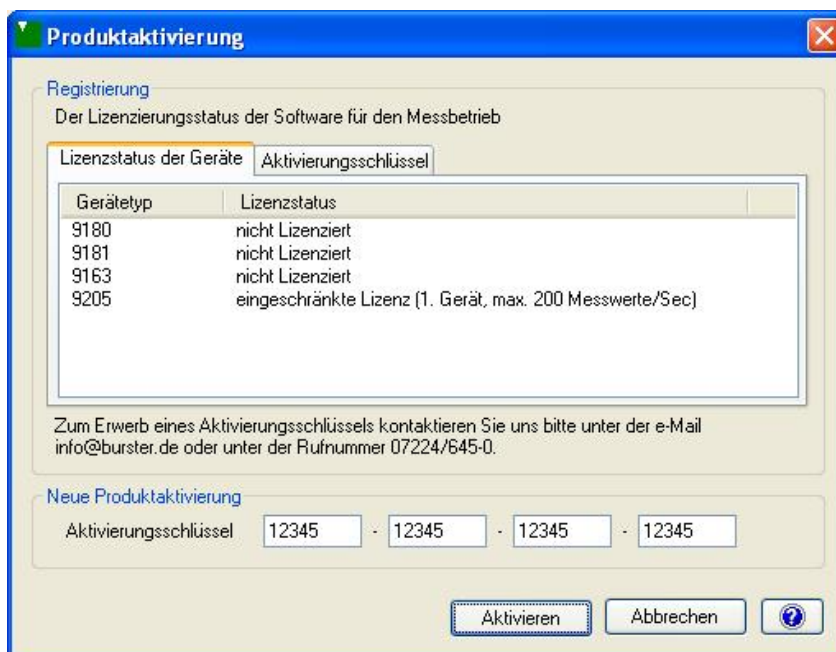 Produktaktivierung
Registrierung
Der Lizenzierungsstatus der Software für den Messbetrieb
Lizenzstatus der Geräte Aktivierungsschlüssel
Gerätetyp Lizenzstatus
9180 nicht Lizenziert
9181 nicht Lizenziert
9163 nicht Lizenziert
9205 eingeschränkte Lizenz (1. Gerät, max. 200 Messwerte/Sec)
Zum Erwerb eines Aktivierungsschlüssels kontaktieren Sie uns bitte unter der e-Mail
info@burster.de oder unter der Rufnummer 07224/645-0.
Neue Produktaktivierung
Aktivierungsschlüssel 12345 - 12345 - 12345 - 12345
Aktivieren Abbrechen ?